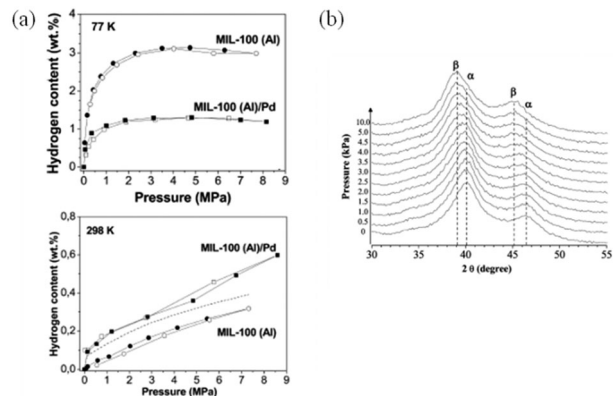 (a)
77 K
MIL-100 (Al)
MIL-100 (Al)/Pd
Hydrogen content (wt.%)
4
3
2
1
0
0 1 2 3 4 5 6 7 8 9
Pressure (MPa)
298 K
MIL-100 (Al)/Pd
MIL-100 (Al)
Hydrogen content (wt.%)
0,8
0,6
0,4
0,2
0,0
0 1 2 3 4 5 6 7 8 9
Pressure (MPa)
(b)
β
α
β
α
Pressure (kPa)
10.0
5.0
4.5
4.0
3.5
3.0
2.5
2.0
1.5
1.0
0.5
0
30 35 40 45 50 55
2 θ (degree)